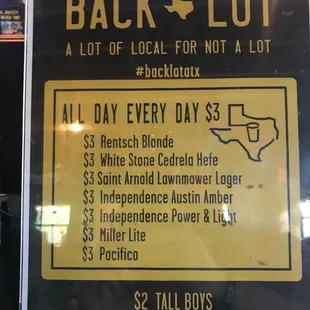 BACK LOT
A LOT OF LOCAL FOR NOT A LOT
#backlotatx
ALL DAY EVERY DAY $3
$3 Rentsch Blonde
$3 White Stone Cedrela Hefe
$3 Saint Arnold Lawnmower Lager
$3 Independence Austin Amber
$3 Independence Power & Light
$3 Miller Lite
$3 Pacifica
$2 TALL BOYS